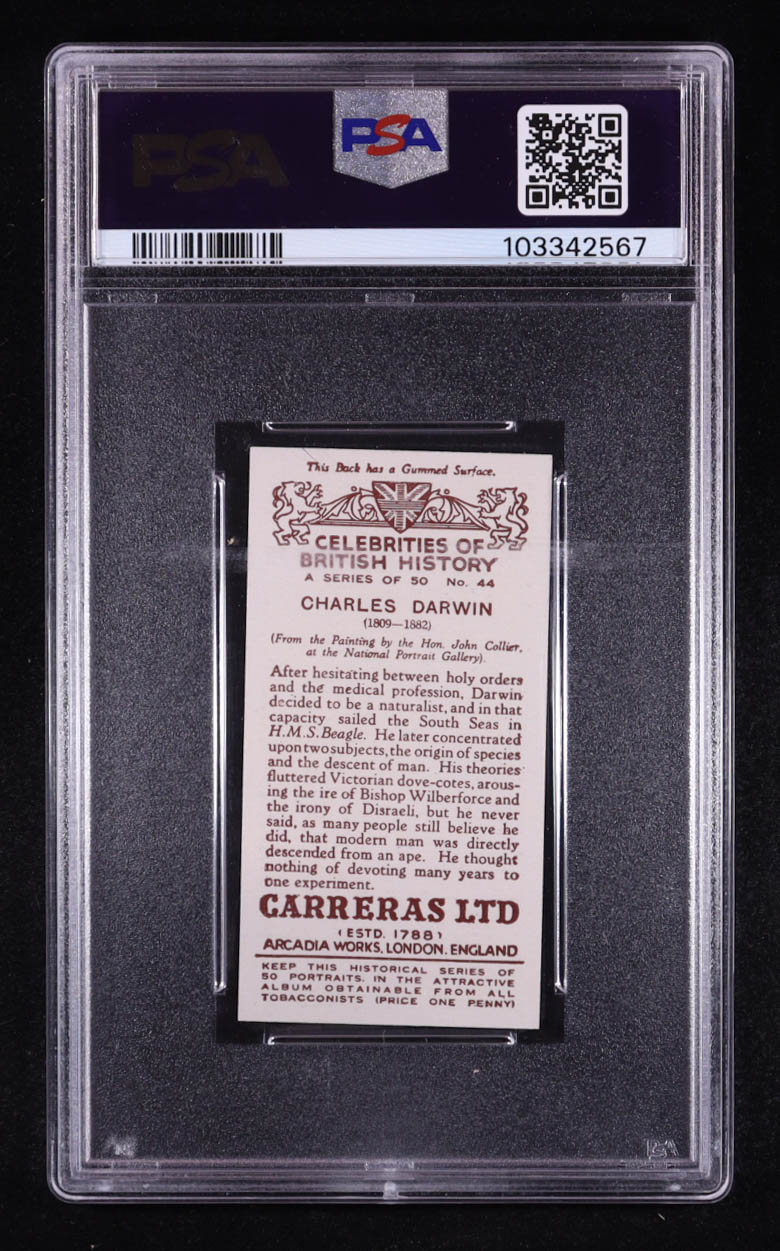 PSA
PSA
103342567
This Back has a Gummed Surface.
CELEBRITIES OF
BRITISH HISTORY
A SERIES OF 50 No. 44
CHARLES DARWIN
(1809—1882)
(From the Painting by the Hon. John Collier,
at the National Portrait Gallery).
After hesitating between holy orders
and the medical profession, Darwin
decided to be a naturalist, and in that
capacity sailed the South Seas in
H.M.S. Beagle. He later concentrated
upon two subjects, the origin of species
and the descent of man. His theories
fluttered Victorian dove-cotes, arous-
ing the ire of Bishop Wilberforce and
the irony of Disraeli, but he never
said, as many people still believe he
did, that modern man was directly
descended from an ape. He thought
nothing of devoting many years to
one experiment.
CARRERAS LTD
(ESTD. 1788)
ARCADIA WORKS, LONDON. ENGLAND
KEEP THIS HISTORICAL SERIES OF
50 PORTRAITS. IN THE ATTRACTIVE
ALBUM OBTAINABLE FROM ALL
TOBACCONISTS (PRICE ONE PENNY)
PSA